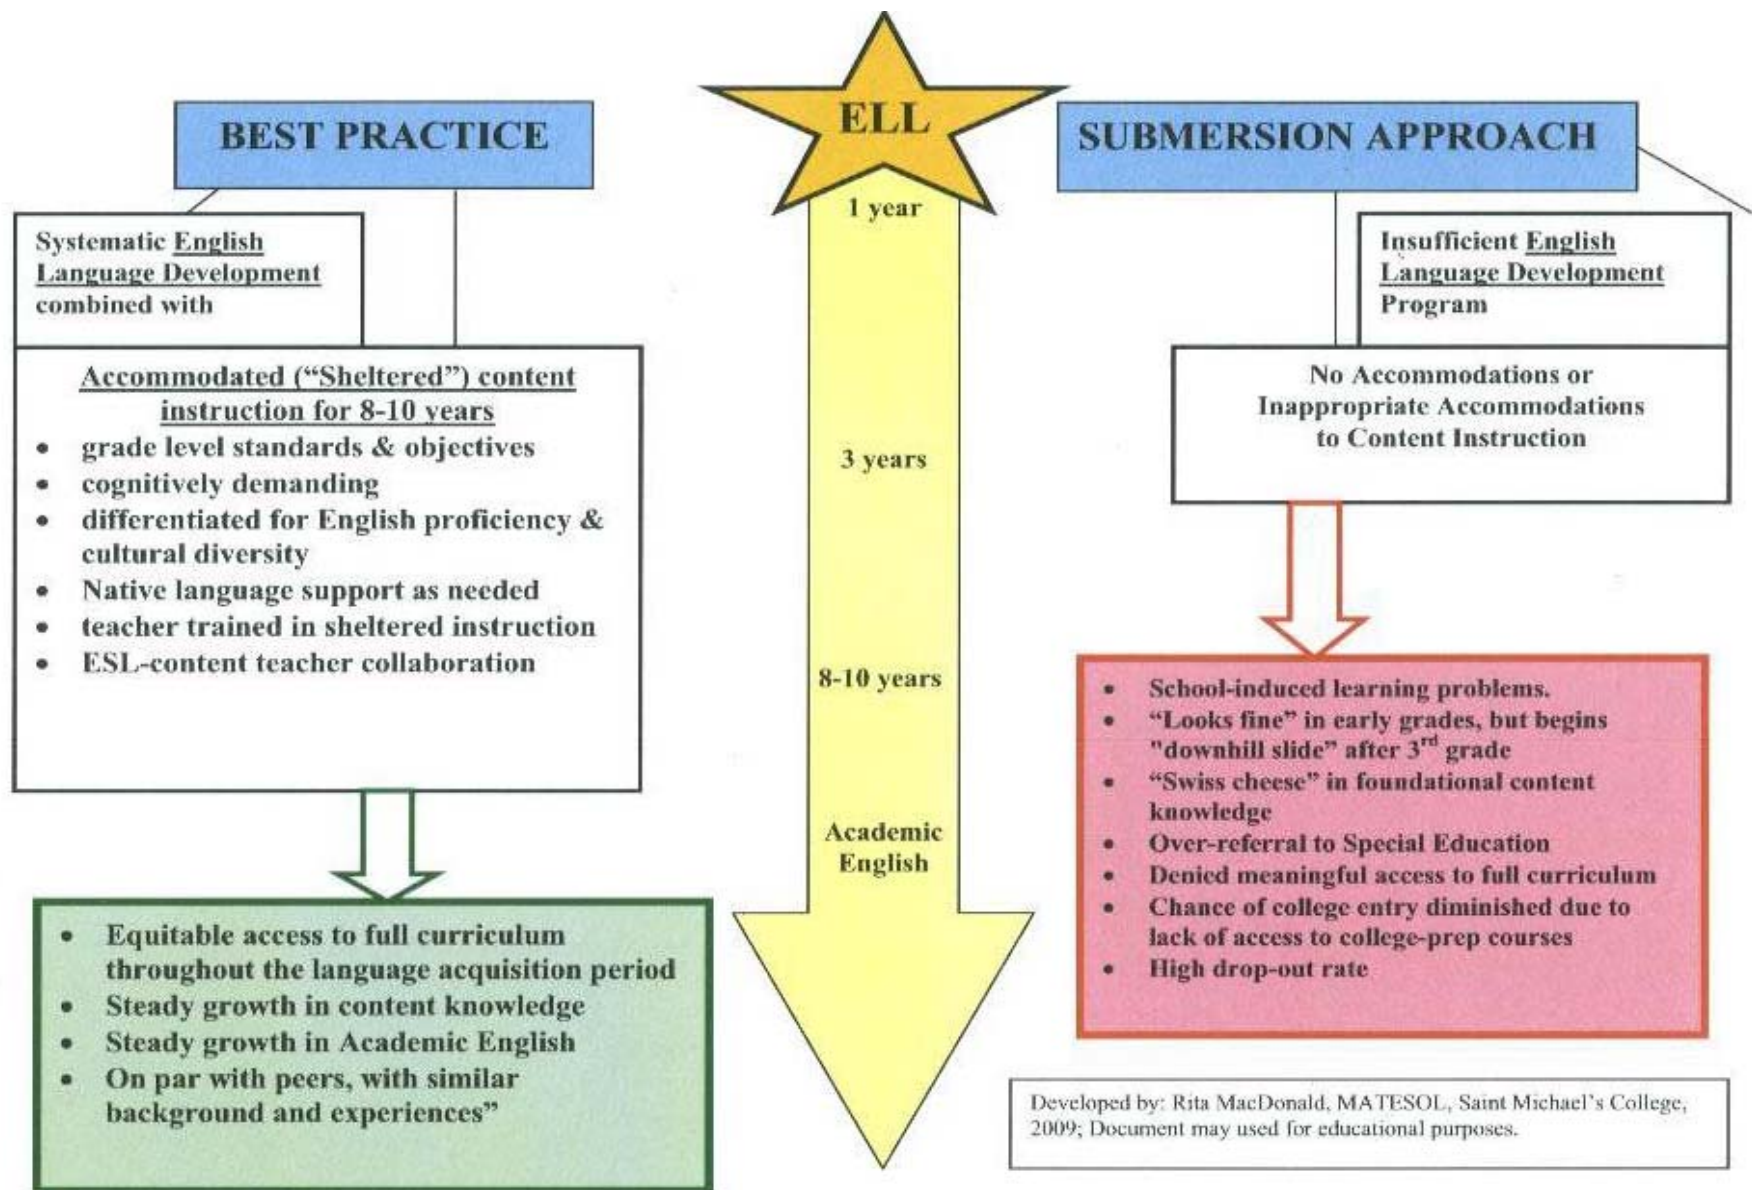 BEST PRACTICE
Systematic English
Language Development
combined with
Accommodated (“Sheltered”) content
instruction for 8-10 years
• grade level standards & objectives
• cognitively demanding
• differentiated for English proficiency &
cultural diversity
• Native language support as needed
• teacher trained in sheltered instruction
• ESL-content teacher collaboration
• Equitable access to full curriculum
throughout the language acquisition period
• Steady growth in content knowledge
• Steady growth in Academic English
• On par with peers, with similar
background and experiences”
ELL
1 year
3 years
8-10 years
Academic
English
SUBMERSION APPROACH
Insufficient English
Language Development
Program
No Accommodations or
Inappropriate Accommodations
to Content Instruction
• School-induced learning problems.
• “Looks fine” in early grades, but begins
"downhill slide” after 3rd grade
• “Swiss cheese” in foundational content
knowledge
• Over-referral to Special Education
• Denied meaningful access to full curriculum
• Chance of college entry diminished due to
lack of access to college-prep courses
• High drop-out rate
Developed by: Rita MacDonald, MATESOL, Saint Michael’s College,
2009; Document may used for educational purposes.